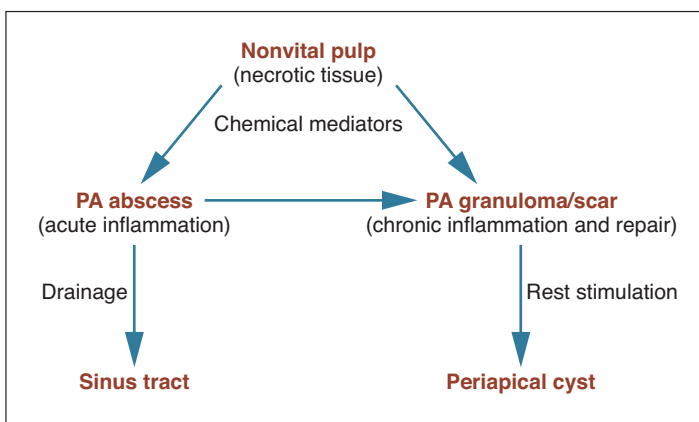 Nonvital pulp
(necrotic tissue)
Chemical mediators
PA abscess
(acute inflammation)
PA granuloma/scar
(chronic inflammation and repair)
Drainage
Rest stimulation
Sinus tract
Periapical cyst